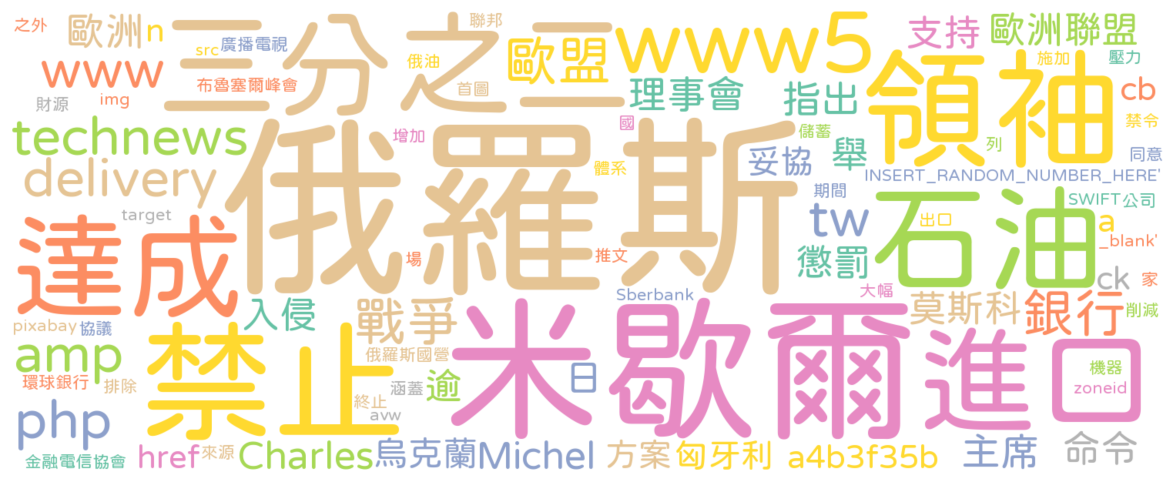 之外
歐洲
n
三分之二
聯邦
src
廣播電視
俄油
首圖
歐盟
www5
支持
歐洲聯盟
施加
壓力
www
img
布魯塞爾峰會
財源
理事會
指出
領袖
cb
禁令
technews
增加
國
儲蓄
列
同意
delivery
俄羅斯
體系
妥協
舉
INSERT_RANDOM_NUMBER_HERE'
target
期間
tw
石油
SWIFT公司
出口
a
_blank'
達成
場
推文
懲罰
ck
家
入侵
戰爭
Sberbank
大幅
莫斯科
銀行
削減
pixabay
協議
amp
禁止
俄羅斯國營
米歇爾
進口
機器
zoneid
環球銀行
排除
涵蓋
逾
日
終止
avw
php
金融電信協會
href
來源
Charles
烏克蘭
Michel
方案
匈牙利
a4b3f35b
主席
命令